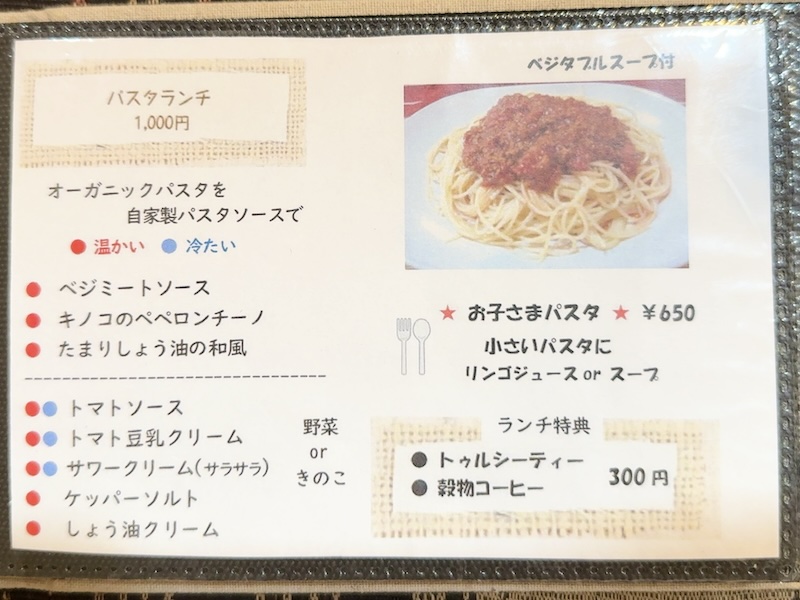 パスタランチ
1,000円
オーガニックパスタを
自家製パスタソースで
● 温かい ● 冷たい
● ベジミートソース
● キノコのペペロンチーノ
● たまりしょう油の和風
●● トマトソース
●● トマト豆乳クリーム
●● サワークリーム(サラサラ)
● ケッパーソルト
● しょう油クリーム
野菜
or
きのこ
ベジタブルスープ付
★ お子さまパスタ ★ ¥650
小さいパスタに
リンゴジュース or スープ
ランチ特典
● トゥルシーティー
● 穀物コーヒー
300円